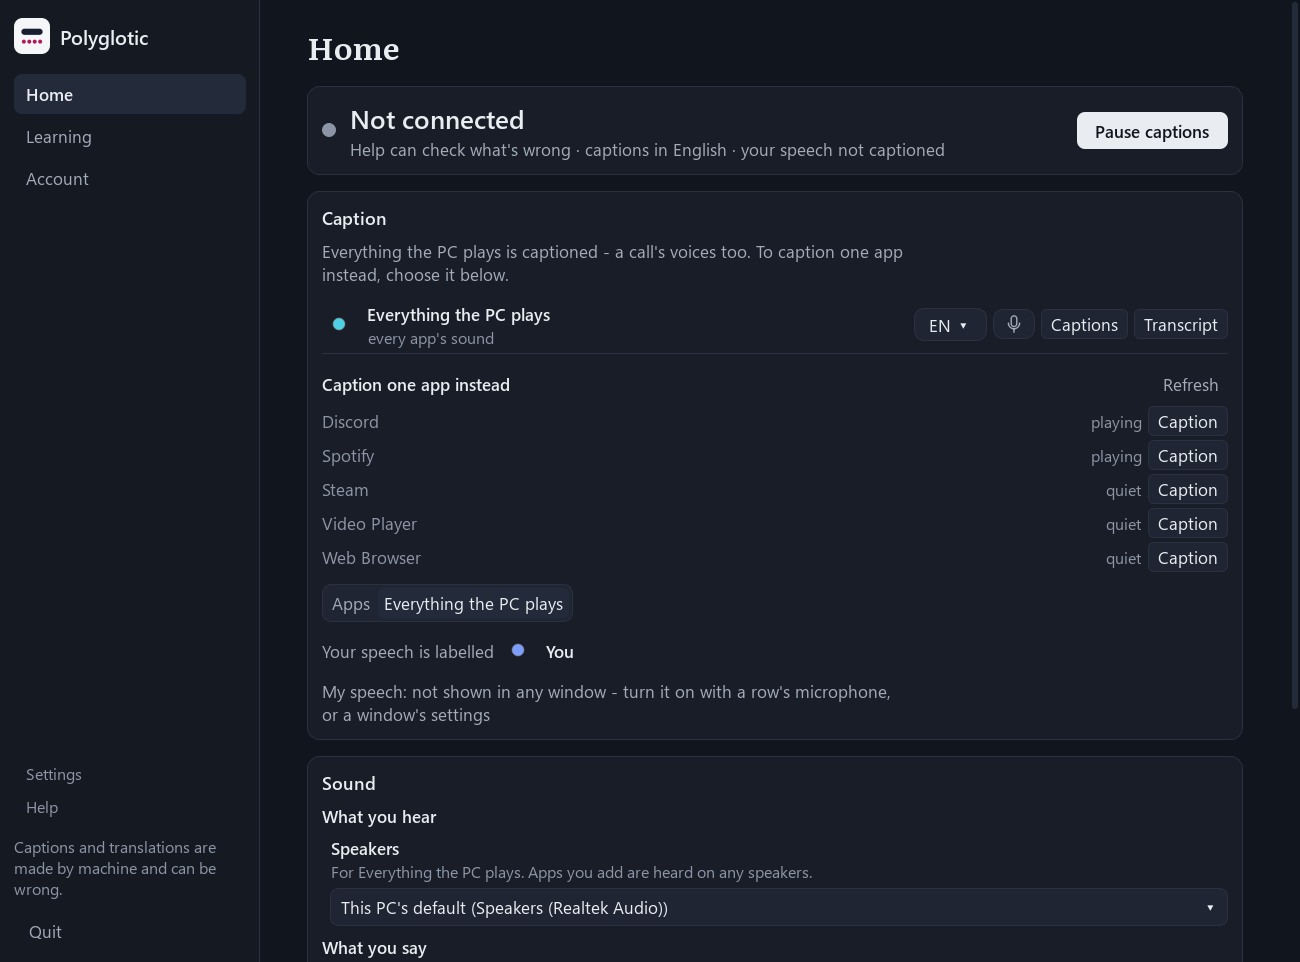 Polyglotic
Home
Learning
Account
Settings
Help
Captions and translations are
made by machine and can be
wrong.
Quit
Home
Not connected
Help can check what's wrong · captions in English · your speech not captioned
Pause captions
Caption
Everything the PC plays is captioned - a call's voices too. To caption one app
instead, choose it below.
Everything the PC plays
every app's sound
EN
Captions
Transcript
Caption one app instead
Refresh
Discord
playing
Caption
Spotify
playing
Caption
Steam
quiet
Caption
Video Player
quiet
Caption
Web Browser
quiet
Caption
Apps
Everything the PC plays
Your speech is labelled
You
My speech: not shown in any window - turn it on with a row's microphone,
or a window's settings
Sound
What you hear
Speakers
For Everything the PC plays. Apps you add are heard on any speakers.
This PC's default (Speakers (Realtek Audio))
What you say